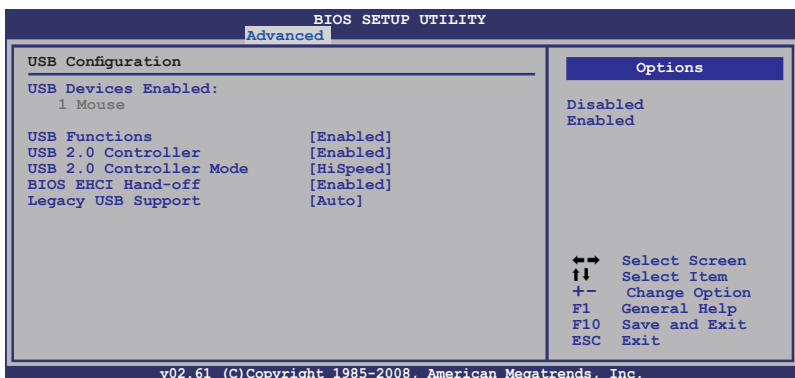 BIOS SETUP UTILITY
Advanced
USB Configuration
USB Devices Enabled:
1 Mouse
USB Functions [Enabled]
USB 2.0 Controller [Enabled]
USB 2.0 Controller Mode [HiSpeed]
BIOS EHCI Hand-off [Enabled]
Legacy USB Support [Auto]
Options
Disabled
Enabled
←→ Select Screen
↑↓ Select Item
+- Change Option
F1 General Help
F10 Save and Exit
ESC Exit
v02.61 (C)Copyright 1985-2008, American Megatrends, Inc.